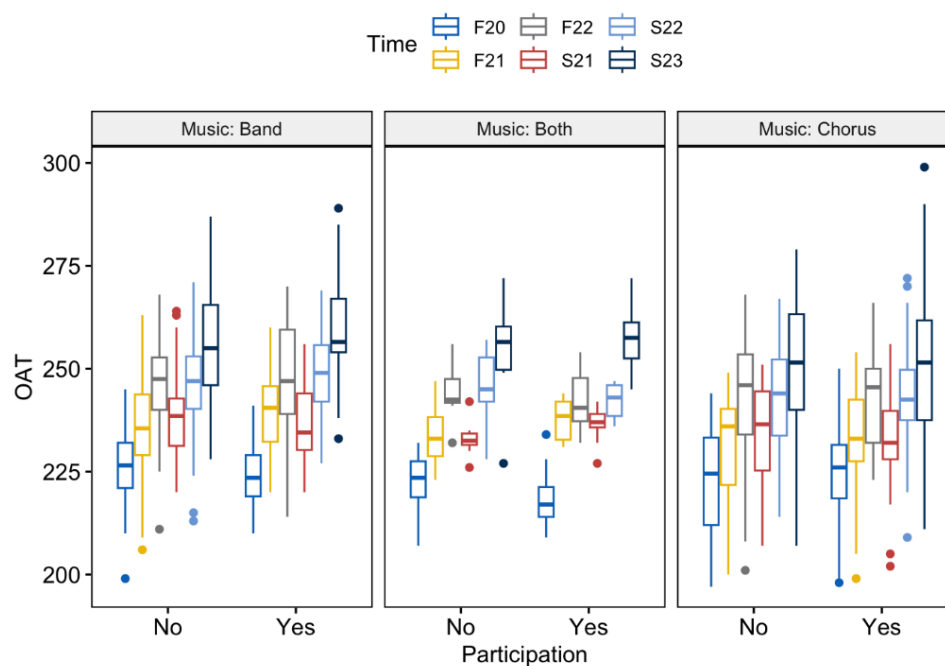 Time
F20 F22 S22
F21 S21 S23
Music: Band Music: Both Music: Chorus
300
275
250
225
200
OAT
No Yes No Yes No Yes
Participation